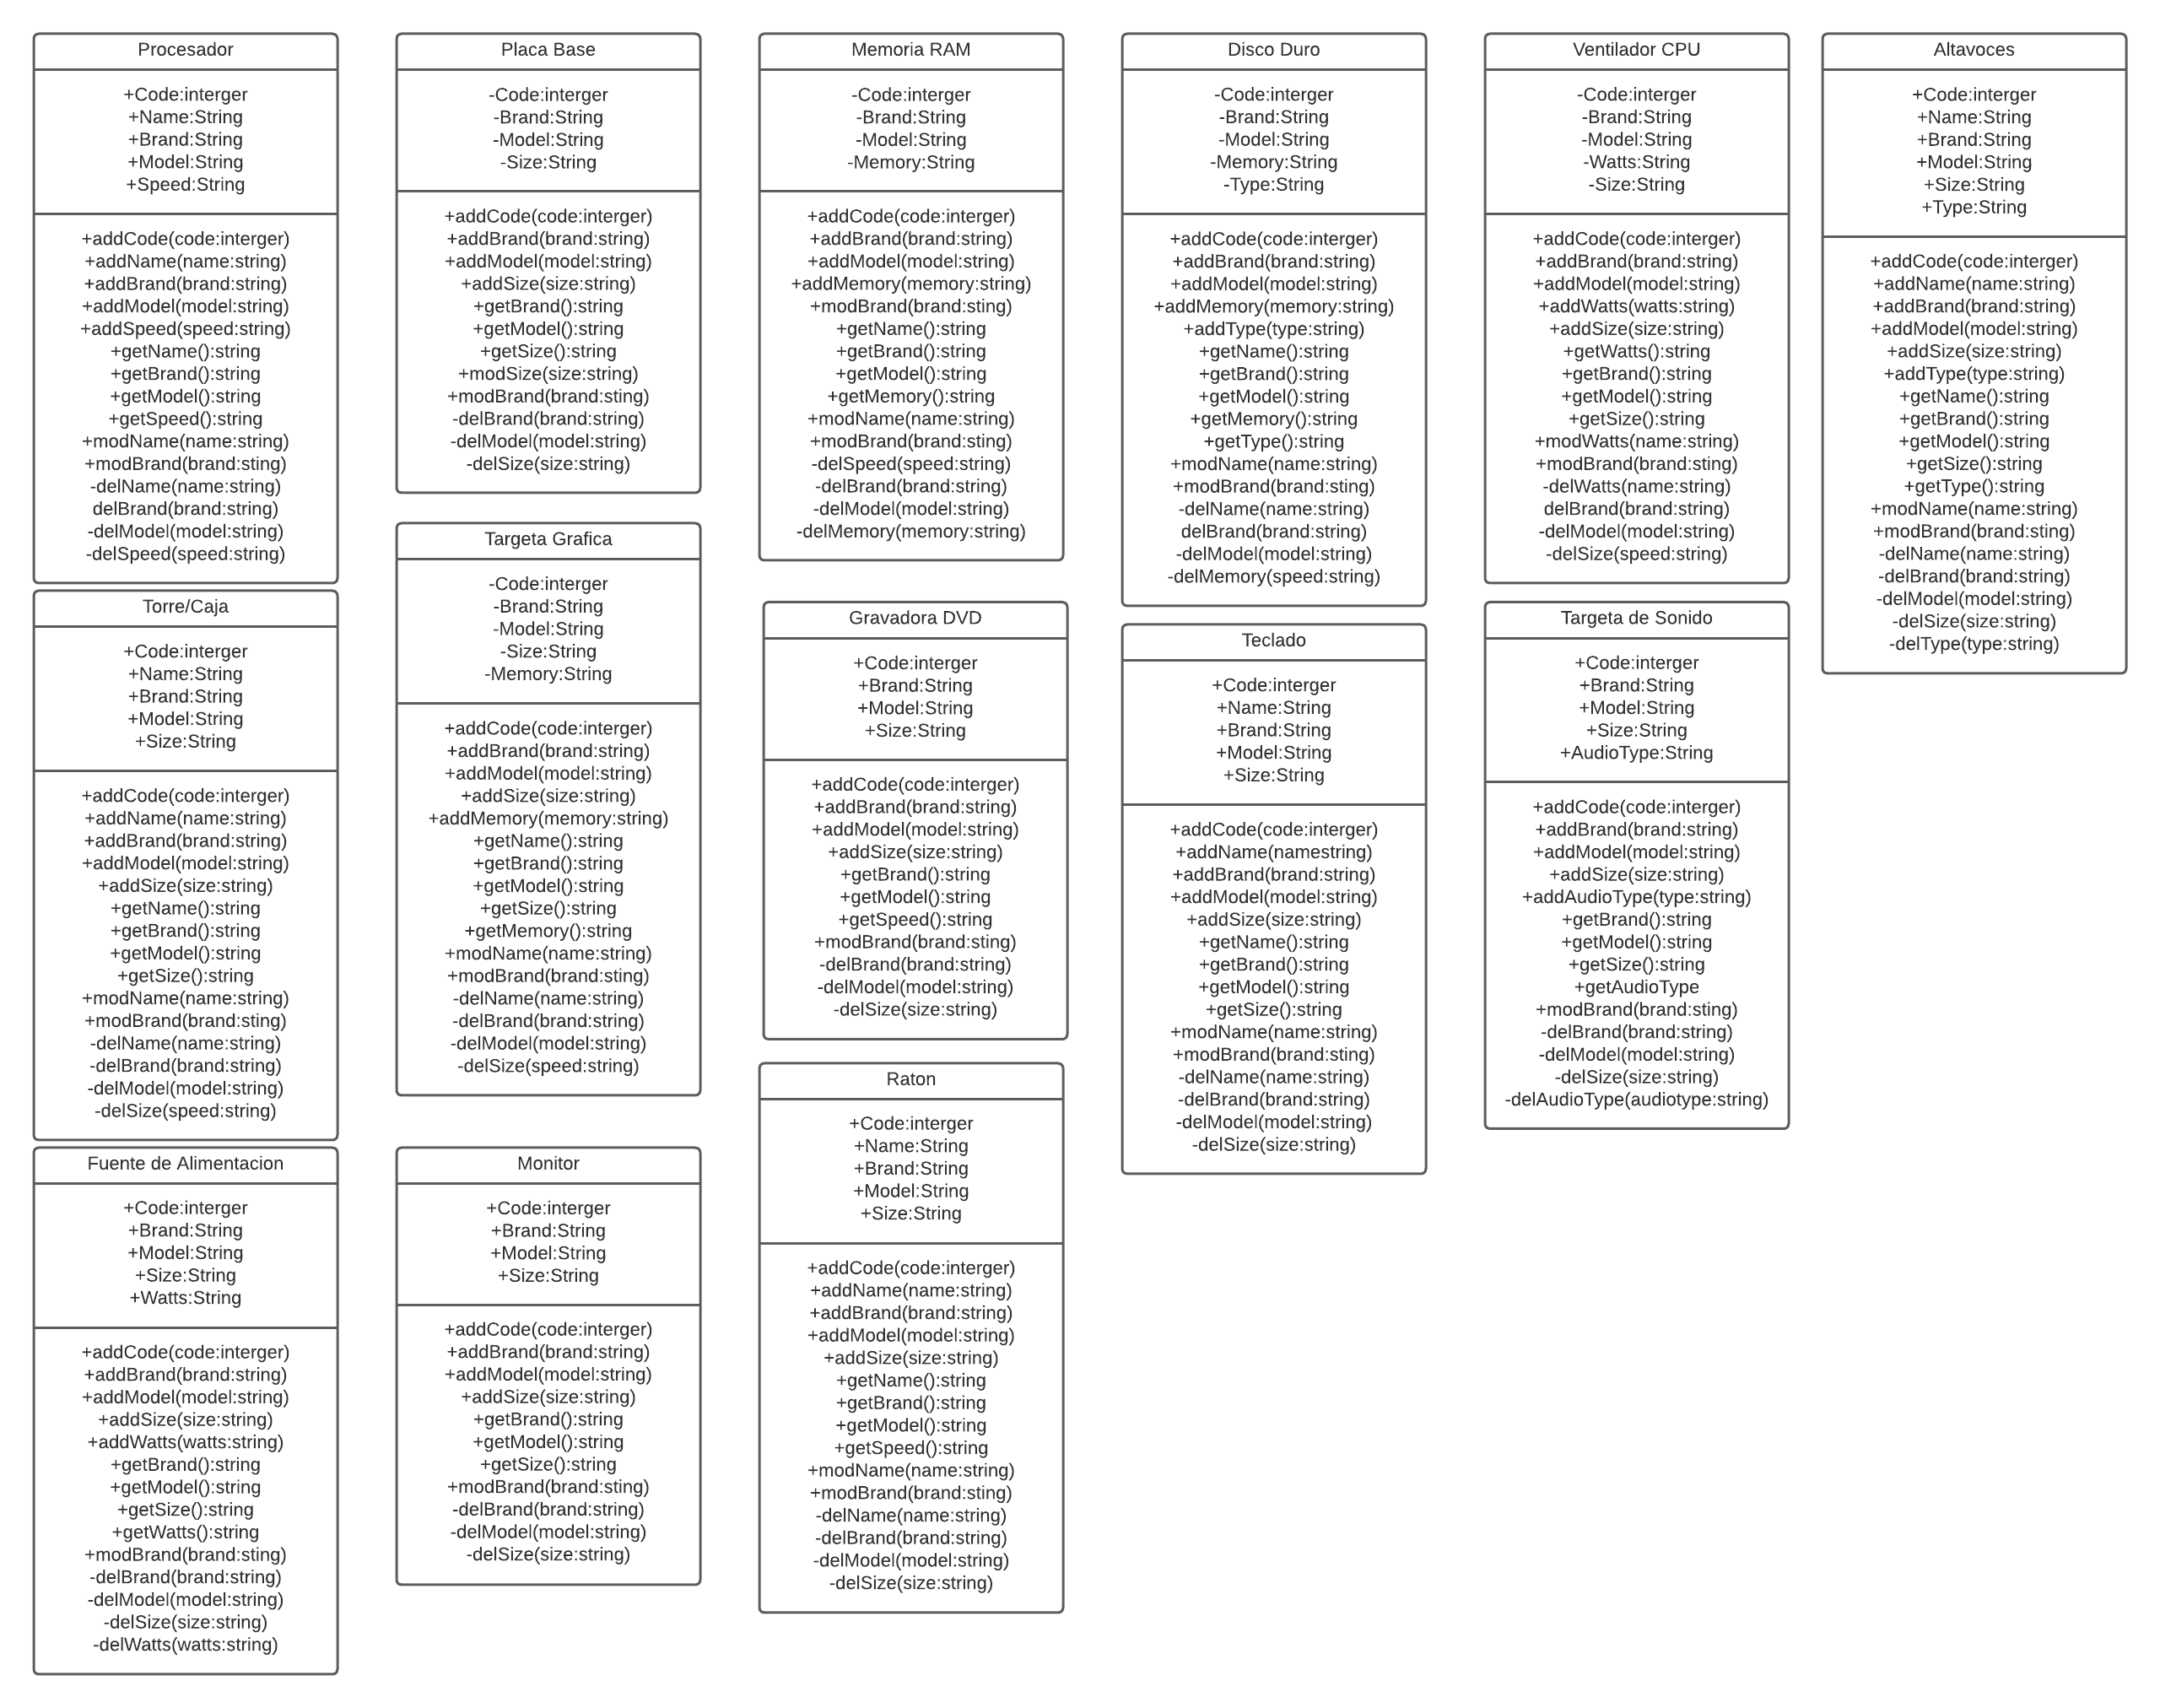 Procesador
+Code:interger
+Name:String
+Brand:String
+Model:String
+Speed:String
+addCode(code:interger)
+addName(name:string)
+addBrand(brand:string)
+addModel(model:string)
+addSpeed(speed:string)
+getName():string
+getBrand():string
+getModel():string
+getSpeed():string
+modName(name:string)
+modBrand(brand:sting)
-delName(name:string)
delBrand(brand:string)
-delModel(model:string)
-delSpeed(speed:string)
Torre/Caja
+Code:interger
+Name:String
+Brand:String
+Model:String
+Size:String
+addCode(code:interger)
+addName(name:string)
+addBrand(brand:string)
+addModel(model:string)
+addSize(size:string)
+getName():string
+getBrand():string
+getModel():string
+getSize():string
+modName(name:string)
+modBrand(brand:sting)
-delName(name:string)
-delBrand(brand:string)
-delModel(model:string)
-delSize(speed:string)
Fuente de Alimentacion
+Code:interger
+Brand:String
+Model:String
+Size:String
+Watts:String
+addCode(code:interger)
+addBrand(brand:string)
+addModel(model:string)
+addSize(size:string)
+addWatts(watts:string)
+getBrand():string
+getModel():string
+getSize():string
+getWatts():string
+modBrand(brand:sting)
-delBrand(brand:string)
-delModel(model:string)
-delSize(size:string)
-delWatts(watts:string)
Placa Base
-Code:interger
-Brand:String
-Model:String
-Size:String
+addCode(code:interger)
+addBrand(brand:string)
+addModel(model:string)
+addSize(size:string)
+getBrand():string
+getModel():string
+getSize():string
+modSize(size:string)
+modBrand(brand:sting)
-delBrand(brand:string)
-delModel(model:string)
-delSize(size:string)
Targeta Grafica
-Code:interger
-Brand:String
-Model:String
-Size:String
-Memory:String
+addCode(code:interger)
+addBrand(brand:string)
+addModel(model:string)
+addSize(size:string)
+addMemory(memory:string)
+getName():string
+getBrand():string
+getModel():string
+getSize():string
+getMemory():string
+modName(name:string)
+modBrand(brand:sting)
-delName(name:string)
-delBrand(brand:string)
-delModel(model:string)
-delSize(speed:string)
Monitor
+Code:interger
+Brand:String
+Model:String
+Size:String
+addCode(code:interger)
+addBrand(brand:string)
+addModel(model:string)
+addSize(size:string)
+getBrand():string
+getModel():string
+getSize():string
+modBrand(brand:sting)
-delBrand(brand:string)
-delModel(model:string)
-delSize(size:string)
Memoria RAM
-Code:interger
-Brand:String
-Model:String
-Memory:String
+addCode(code:interger)
+addBrand(brand:string)
+addModel(model:string)
+addMemory(memory:string)
+modBrand(brand:sting)
+getName():string
+getBrand():string
+getModel():string
+getMemory():string
+modName(name:string)
+modBrand(brand:sting)
-delSpeed(speed:string)
-delBrand(brand:string)
-delModel(model:string)
-delMemory(memory:string)
Gravadora DVD
+Code:interger
+Brand:String
+Model:String
+Size:String
+addCode(code:interger)
+addBrand(brand:string)
+addModel(model:string)
+addSize(size:string)
+getBrand():string
+getModel():string
+getSpeed():string
+modBrand(brand:sting)
-delBrand(brand:string)
-delModel(model:string)
-delSize(size:string)
Raton
+Code:interger
+Name:String
+Brand:String
+Model:String
+Size:String
+addCode(code:interger)
+addName(name:string)
+addBrand(brand:string)
+addModel(model:string)
+addSize(size:string)
+getName():string
+getBrand():string
+getModel():string
+getSpeed():string
+modName(name:string)
+modBrand(brand:sting)
-delName(name:string)
-delBrand(brand:string)
-delModel(model:string)
-delSize(size:string)
Disco Duro
-Code:interger
-Brand:String
-Model:String
-Memory:String
-Type:String
+addCode(code:interger)
+addBrand(brand:string)
+addModel(model:string)
+addMemory(memory:string)
+addType(type:string)
+getName():string
+getBrand():string
+getModel():string
+getMemory():string
+getType():string
+modName(name:string)
+modBrand(brand:sting)
-delName(name:string)
delBrand(brand:string)
-delModel(model:string)
-delMemory(speed:string)
Teclado
+Code:interger
+Name:String
+Brand:String
+Model:String
+Size:String
+addCode(code:interger)
+addName(namestring)
+addBrand(brand:string)
+addModel(model:string)
+addSize(size:string)
+getName():string
+getBrand():string
+getModel():string
+getSize():string
+modName(name:string)
+modBrand(brand:sting)
-delName(name:string)
-delBrand(brand:string)
-delModel(model:string)
-delSize(size:string)
Ventilador CPU
-Code:interger
-Brand:String
-Model:String
-Watts:String
-Size:String
+addCode(code:interger)
+addBrand(brand:string)
+addModel(model:string)
+addWatts(watts:string)
+addSize(size:string)
+getWatts():string
+getBrand():string
+getModel():string
+getSize():string
+modWatts(name:string)
+modBrand(brand:sting)
-delWatts(name:string)
delBrand(brand:string)
-delModel(model:string)
-delSize(speed:string)
Targeta de Sonido
+Code:interger
+Brand:String
+Model:String
+Size:String
+AudioType:String
+addCode(code:interger)
+addBrand(brand:string)
+addModel(model:string)
+addSize(size:string)
+addAudioType(type:string)
+getBrand():string
+getModel():string
+getSize():string
+getAudioType
+modBrand(brand:sting)
-delBrand(brand:string)
-delModel(model:string)
-delSize(size:string)
-delAudioType(audiotype:string)
Altavoces
+Code:interger
+Name:String
+Brand:String
+Model:String
+Size:String
+Type:String
+addCode(code:interger)
+addName(name:string)
+addBrand(brand:string)
+addModel(model:string)
+addSize(size:string)
+addType(type:string)
+getName():string
+getBrand():string
+getModel():string
+getSize():string
+getType():string
+modName(name:string)
+modBrand(brand:sting)
-delName(name:string)
-delBrand(brand:string)
-delModel(model:string)
-delSize(size:string)
-delType(type:string)